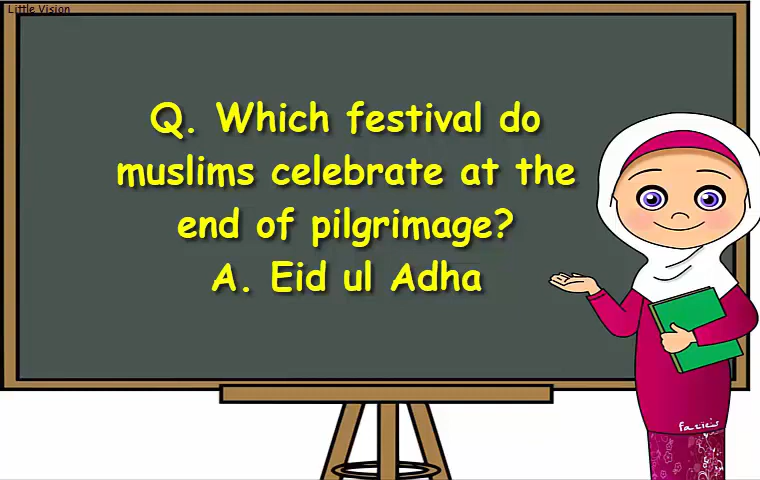 Little Vision
Q. Which festival do
muslims celebrate at the
end of pilgrimage?
A. Eid ul Adha